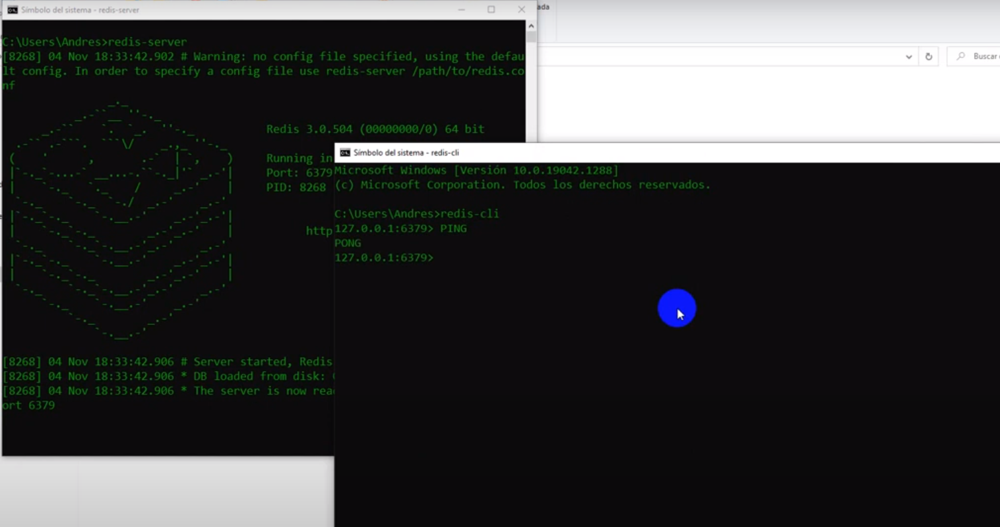 Símbolo del sistema - redis-server
ada
Buscar
C:\Users\Andres>redis-server
[8268] 04 Nov 18:33:42.902 # Warning: no config file specified, using the defau
lt config. In order to specify a config file use redis-server /path/to/redis.co
nf
Redis 3.0.504 (00000000/0) 64 bit
Running in
Port: 6379
PID: 8268
http
[8268] 04 Nov 18:33:42.906 # Server started, Redis
[8268] 04 Nov 18:33:42.906 * DB loaded from disk:
[8268] 04 Nov 18:33:42.906 * The server is now rea
ort 6379
Símbolo del sistema - redis-cli
Microsoft Windows [Versión 10.0.19042.1288]
(c) Microsoft Corporation. Todos los derechos reservados.
C:\Users\Andres>redis-cli
127.0.0.1:6379> PING
PONG
127.0.0.1:6379>